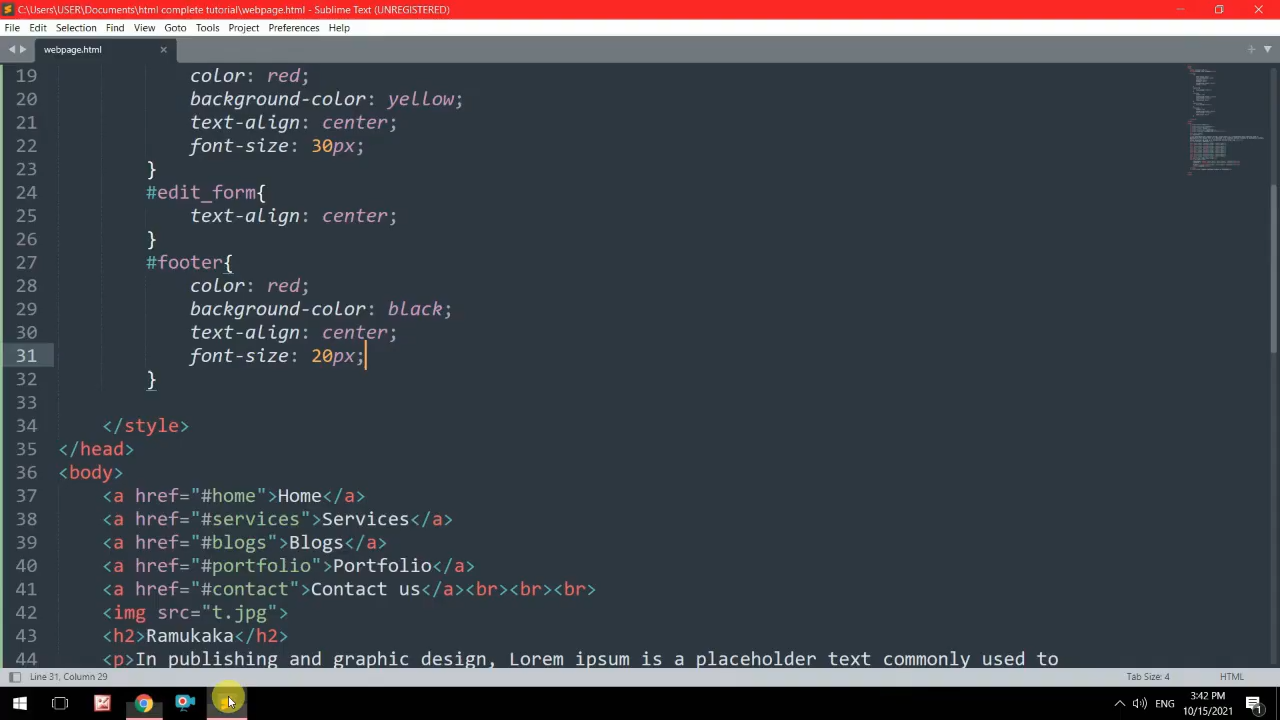 C:\Users\USER\Documents\html complete tutorial\webpage.html - Sublime Text (UNREGISTERED)
File Edit Selection Find View Goto Tools Project Preferences Help
webpage.html
19 color: red;
20 background-color: yellow;
21 text-align: center;
22 font-size: 30px;
23 }
24 #edit_form{
25 text-align: center;
26 }
27 #footer{
28 color: red;
29 background-color: black;
30 text-align: center;
31 font-size: 20px;
32 }
33
34 </style>
35 </head>
36 <body>
37 <a href="#home">Home</a>
38 <a href="#services">Services</a>
39 <a href="#blogs">Blogs</a>
40 <a href="#portfolio">Portfolio</a>
41 <a href="#contact">Contact us</a><br><br><br>
42 <img src="t.jpg">
43 <h2>Ramukaka</h2>
44 <p>In publishing and graphic design, Lorem ipsum is a placeholder text commonly used to
Line 31, Column 29 Tab Size: 4 HTML
ENG 3:42 PM
10/15/2021 1